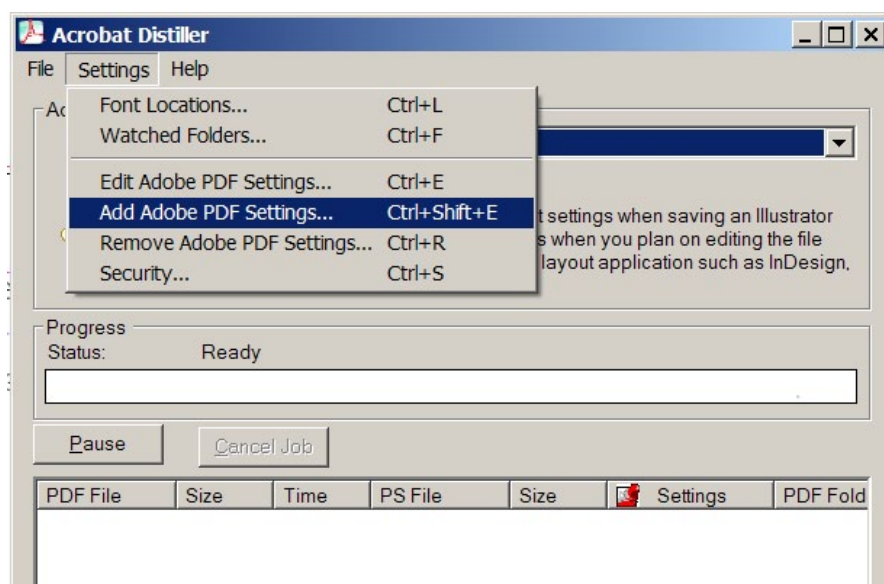 Acrobat Distiller
File Settings Help
Font Locations... Ctrl+L
Watched Folders... Ctrl+F
Edit Adobe PDF Settings... Ctrl+E
Add Adobe PDF Settings... Ctrl+Shift+E
Remove Adobe PDF Settings... Ctrl+R
Security... Ctrl+S
t settings when saving an Illustrator
s when you plan on editing the file
layout application such as InDesign,
Progress
Status: Ready
Pause Cancel Job
PDF File Size Time PS File Size Settings PDF Fold